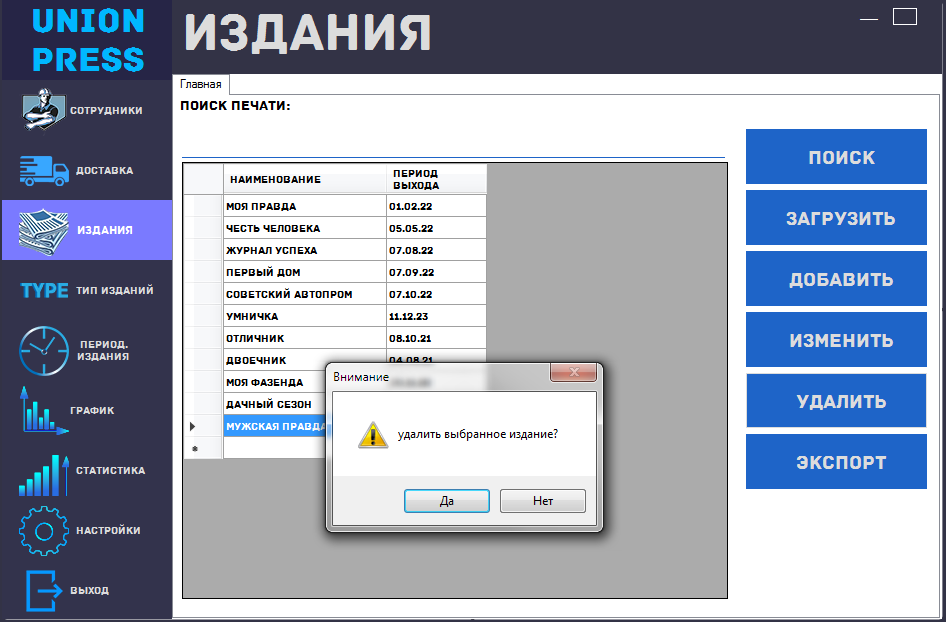 UNION
PRESS
ИЗДАНИЯ
СОТРУДНИКИ
ДОСТАВКА
ИЗДАНИЯ
TYPE ТИП ИЗДАНИЙ
ПЕРИОД.
ИЗДАНИЯ
ГРАФИК
СТАТИСТИКА
НАСТРОЙКИ
ВЫХОД
Главная
ПОИСК ПЕЧАТИ:
НАИМЕНОВАНИЕ ПЕРИОД
ВЫХОДА
МОЯ ПРАВДА 01.02.22
ЧЕСТЬ ЧЕЛОВЕКА 05.05.22
ЖУРНАЛ УСПЕХА 07.08.22
ПЕРВЫЙ ДОМ 07.09.22
СОВЕТСКИЙ АВТОПРОМ 07.10.22
УМНИЧКА 11.12.23
ОТЛИЧНИК 08.10.21
ДВОЕЧНИК 04.08.21
МОЯ ФАЗЕНДА
ДАЧНЫЙ СЕЗОН
МУЖСКАЯ ПРАВДА
Внимание
удалить выбранное издание?
Да Нет
ПОИСК
ЗАГРУЗИТЬ
ДОБАВИТЬ
ИЗМЕНИТЬ
УДАЛИТЬ
ЭКСПОРТ